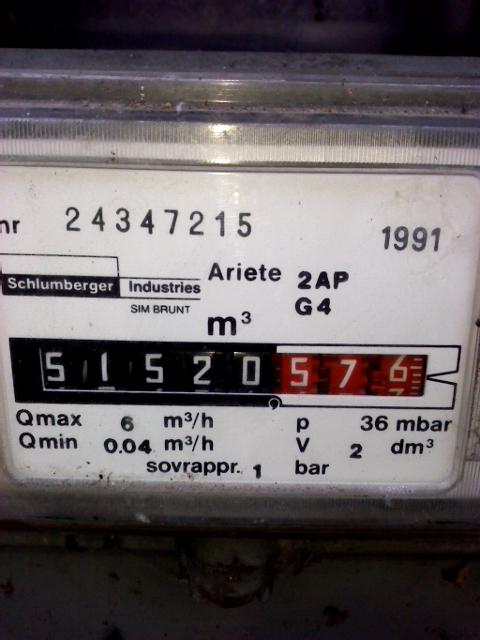 nr 24347215 1991
Schlumberger Industries Ariete 2AP
SIM BRUNT G4
m³
51520576
Qmax 6 m³/h p 36 mbar
Qmin 0.04 m³/h V 2 dm³
sovrappr. 1 bar